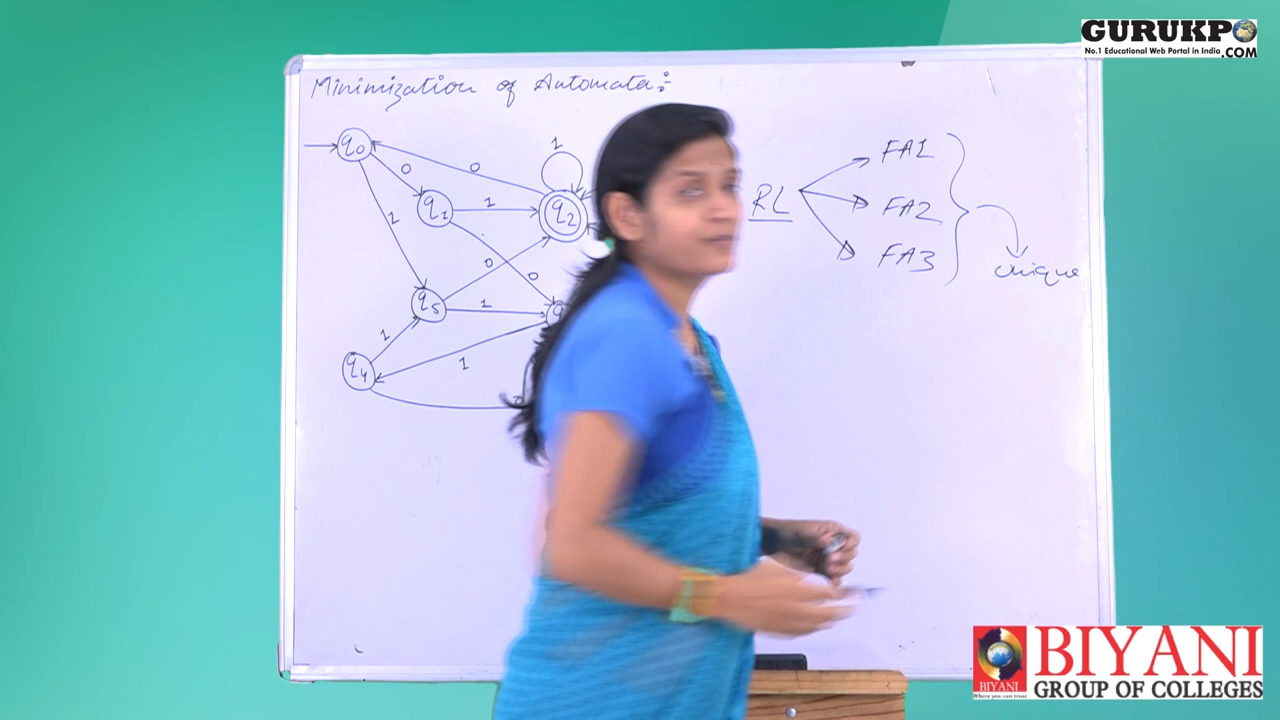 GURUKPO
No.1 Educational Web Portal in India .COM
Minimization of Automata :-
q0
0
0
1
q1
1
q2
1
0
0
q5
1
q
1
1
q4
RL
FA1
FA2
FA3
unique
BIYANI
BIYANI
GROUP OF COLLEGES